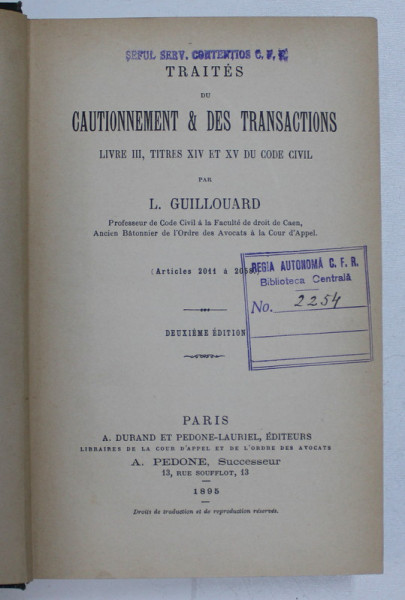 ŞEFUL SERV. CONTENTIOS C. F. R.
TRAITÉS
DU
CAUTIONNEMENT & DES TRANSACTIONS
LIVRE III, TITRES XIV ET XV DU CODE CIVIL
PAR
L. GUILLOUARD
Professeur de Code Civil à la Faculté de droit de Caen,
Ancien Bâtonnier de l'Ordre des Avocats à la Cour d'Appel.
(Articles 2011 à
REGIA AUTONOMĂ C. F. R.
Biblioteca Centrală
No. 2254
DEUXIÈME ÉDITION
PARIS
A. DURAND ET PEDONE-LAURIEL, ÉDITEURS
LIBRAIRES DE LA COUR D'APPEL ET DE L'ORDRE DES AVOCATS
A. PEDONE, Successeur
13, RUE SOUFFLOT, 13
1895
Droits de traduction et de reproduction réservés.